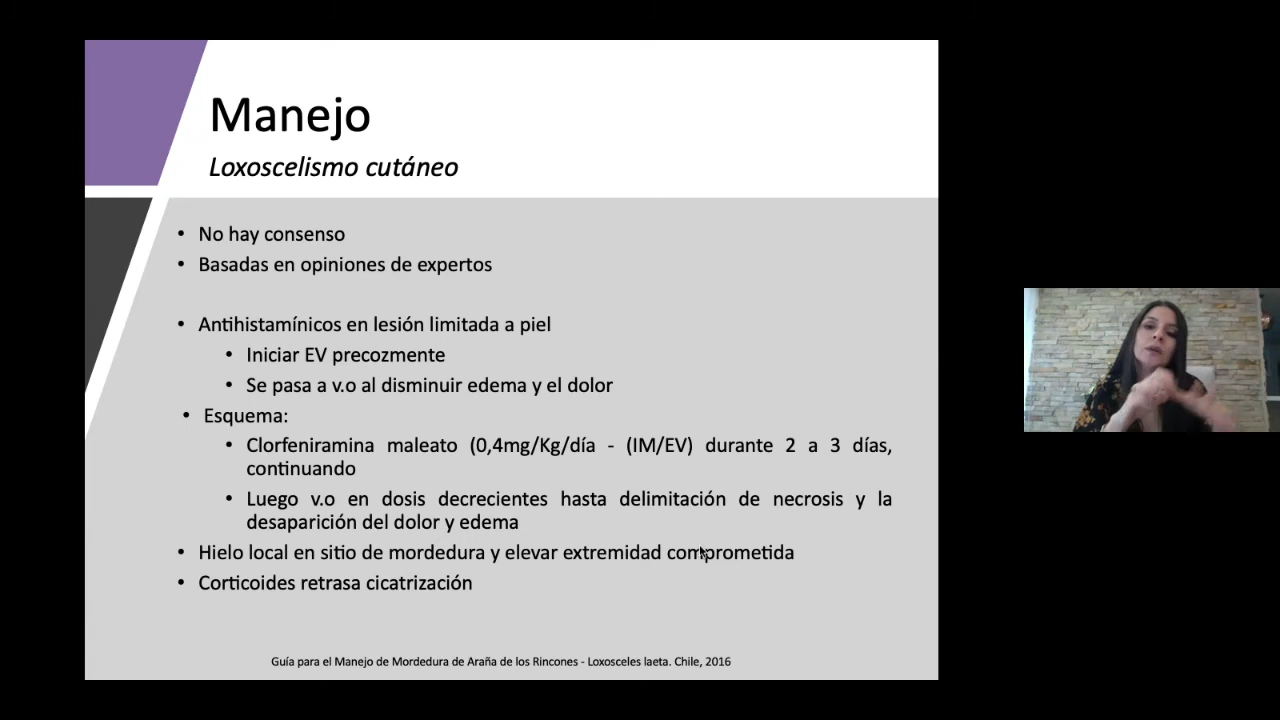 Manejo
Loxoscelismo cutáneo
• No hay consenso
• Basadas en opiniones de expertos
• Antihistamínicos en lesión limitada a piel
• Iniciar EV precozmente
• Se pasa a v.o al disminuir edema y el dolor
• Esquema:
• Clorfeniramina maleato (0,4mg/Kg/día - (IM/EV) durante 2 a 3 días,
continuando
• Luego v.o en dosis decrecientes hasta delimitación de necrosis y la
desaparición del dolor y edema
• Hielo local en sitio de mordedura y elevar extremidad comprometida
• Corticoides retrasa cicatrización
Guía para el Manejo de Mordedura de Araña de los Rincones - Loxosceles laeta. Chile, 2016